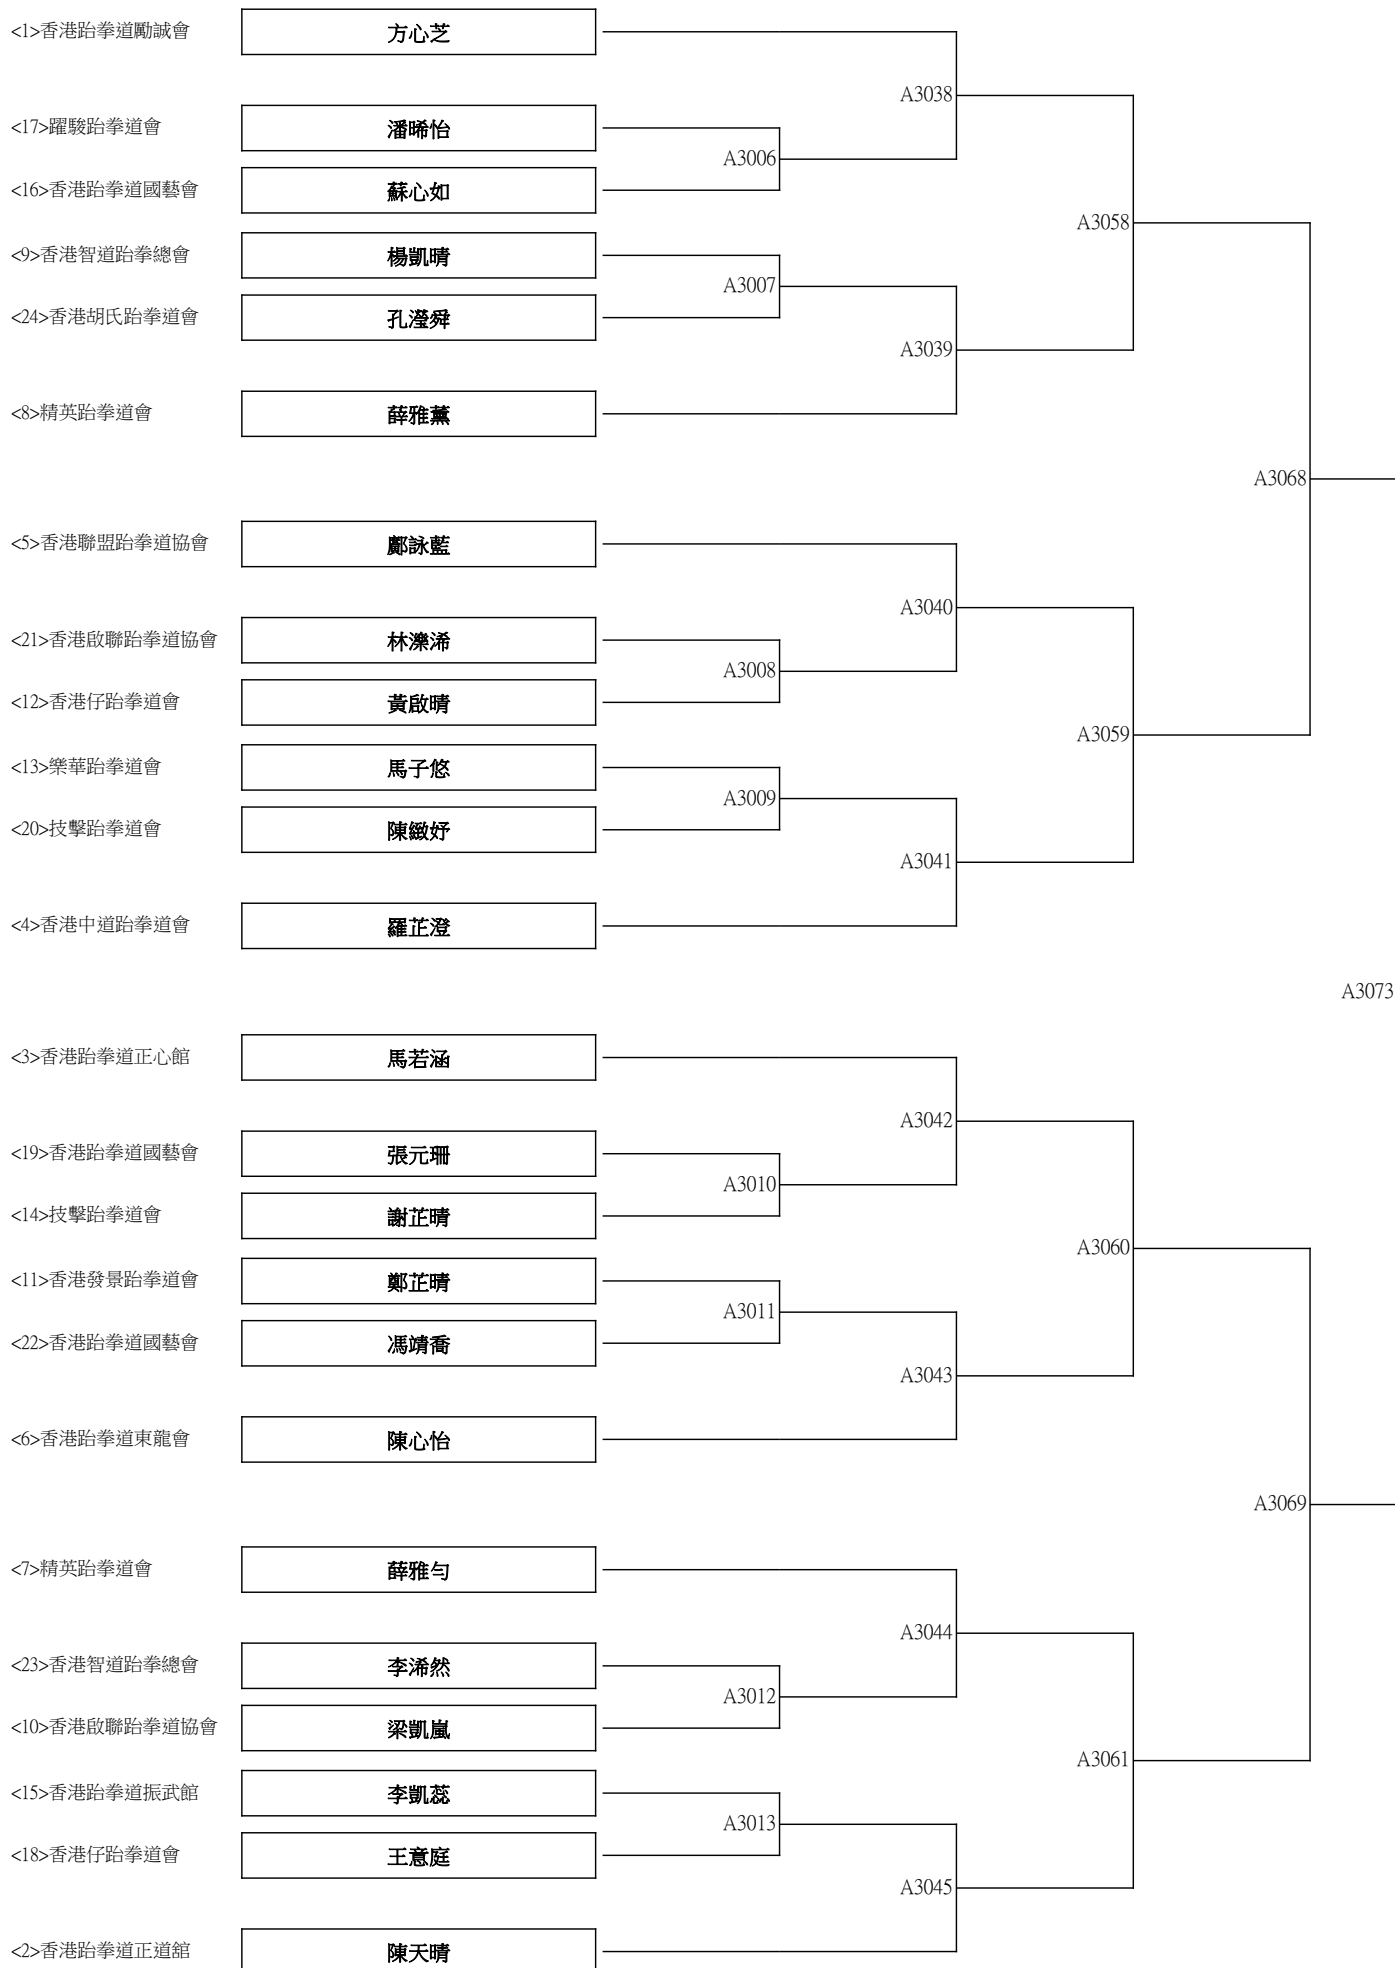 <1>香港跆拳道勵誠會 方心芝
A3038
<17>躍駿跆拳道會 潘晞怡
A3006
<16>香港跆拳道國藝會 蘇心如
A3058
<9>香港智道跆拳總會 楊凱晴
A3007
<24>香港胡氏跆拳道會 孔瀅舜
A3039
<8>精英跆拳道會 薛雅薰
A3068
<5>香港聯盟跆拳道協會 鄺詠藍
A3040
<21>香港啟聯跆拳道協會 林濼浠
A3008
<12>香港仔跆拳道會 黃啟晴
A3059
<13>樂華跆拳道會 馬子悠
A3009
<20>技擊跆拳道會 陳緻妤
A3041
<4>香港中道跆拳道會 羅芷澄
A3073
<3>香港跆拳道正心館 馬若涵
A3042
<19>香港跆拳道國藝會 張元珊
A3010
<14>技擊跆拳道會 謝芷晴
A3060
<11>香港發景跆拳道會 鄭芷晴
A3011
<22>香港跆拳道國藝會 馮靖喬
A3043
<6>香港跆拳道東龍會 陳心怡
A3069
<7>精英跆拳道會 薛雅勻
A3044
<23>香港智道跆拳總會 李浠然
A3012
<10>香港啟聯跆拳道協會 梁凱嵐
A3061
<15>香港跆拳道振武館 李凱蕊
A3013
<18>香港仔跆拳道會 王意庭
A3045
<2>香港跆拳道正道舘 陳天晴